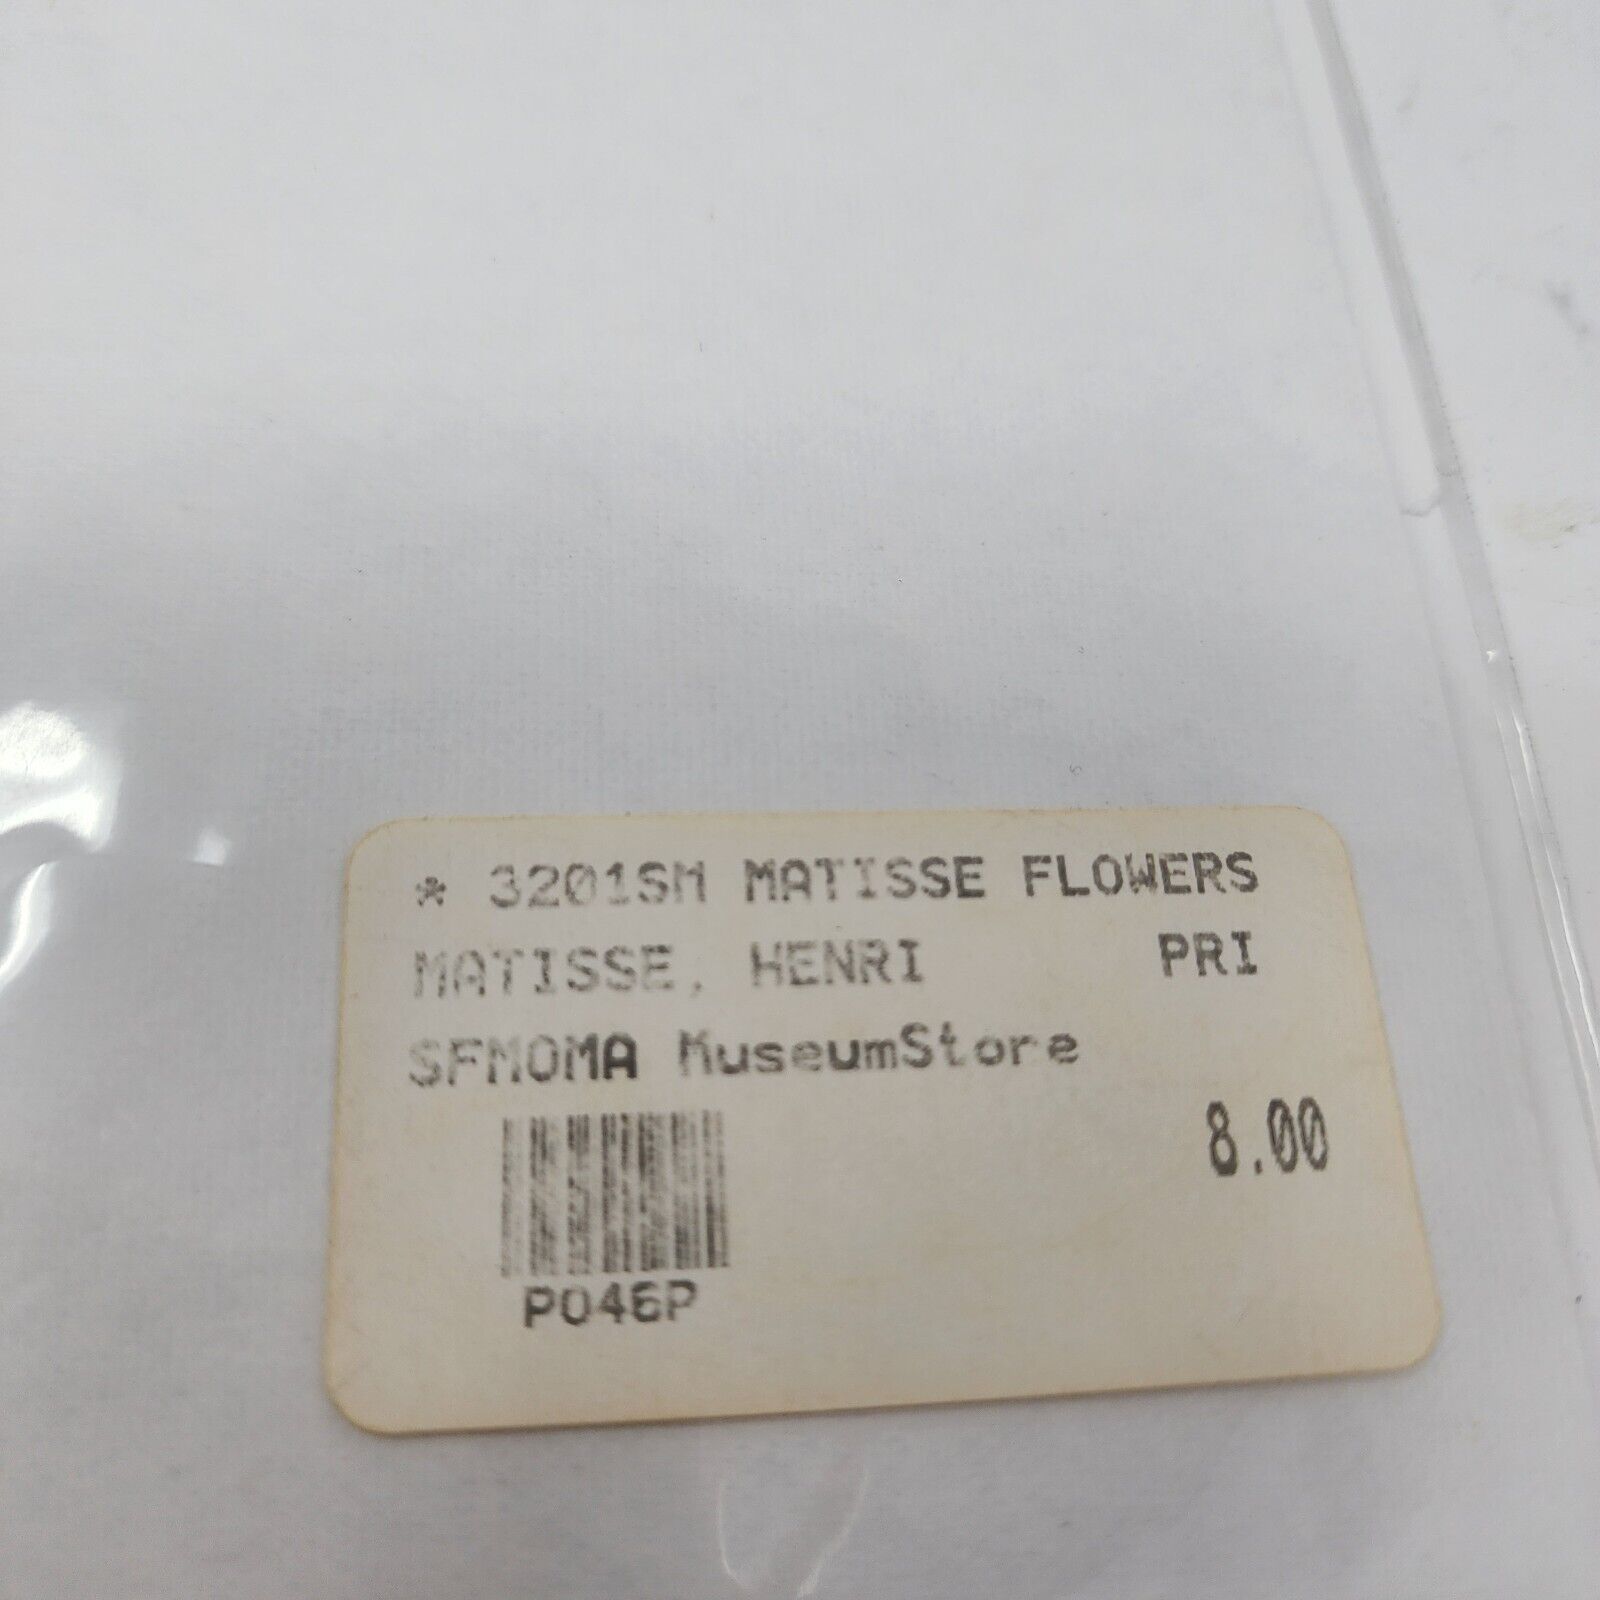 * 3201SM MATISSE FLOWERS
MATISSE, HENRI PRI
SFMOMA MuseumStore
8.00
P046P